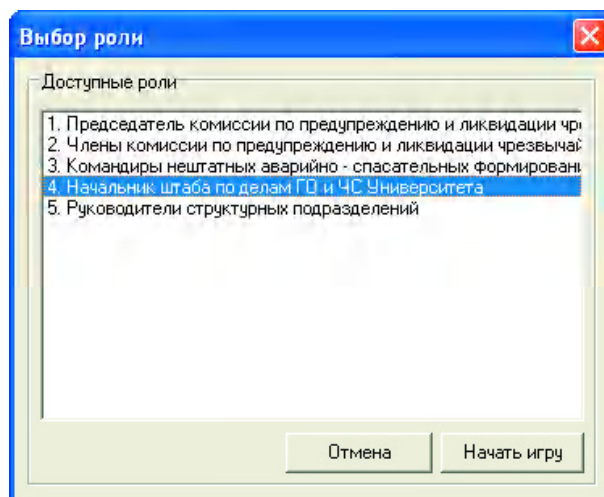 Выбор роли
Доступные роли
1. Председатель комиссии по предупреждению и ликвидации
2. Члены комиссии по предупреждению и ликвидации
3. Командиры нештатных аварийно - спасательных
4. Начальник штаба по делам ГО и ЧС Университета
5. Руководители структурных подразделений
Отмена
Начать игру